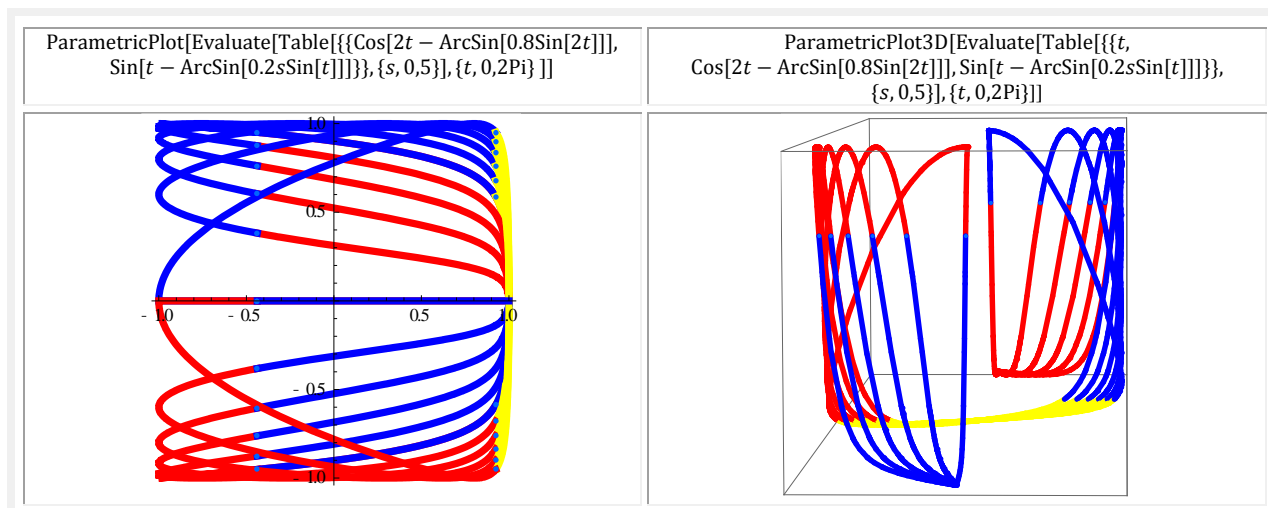 ParametricPlot[Evaluate[Table[{{Cos[2t − ArcSin[0.8Sin[2t]]],
Sin[t − ArcSin[0.2sSin[t]]]}}, {s, 0,5}], {t, 0,2Pi} ]]
ParametricPlot3D[Evaluate[Table[{{t,
Cos[2t − ArcSin[0.8Sin[2t]]], Sin[t − ArcSin[0.2sSin[t]]]}},
{s, 0,5}], {t, 0,2Pi}]]
1.0
0.5
- 1.0
- 0.5
0.5
1.0
- 0.5
- 1.0